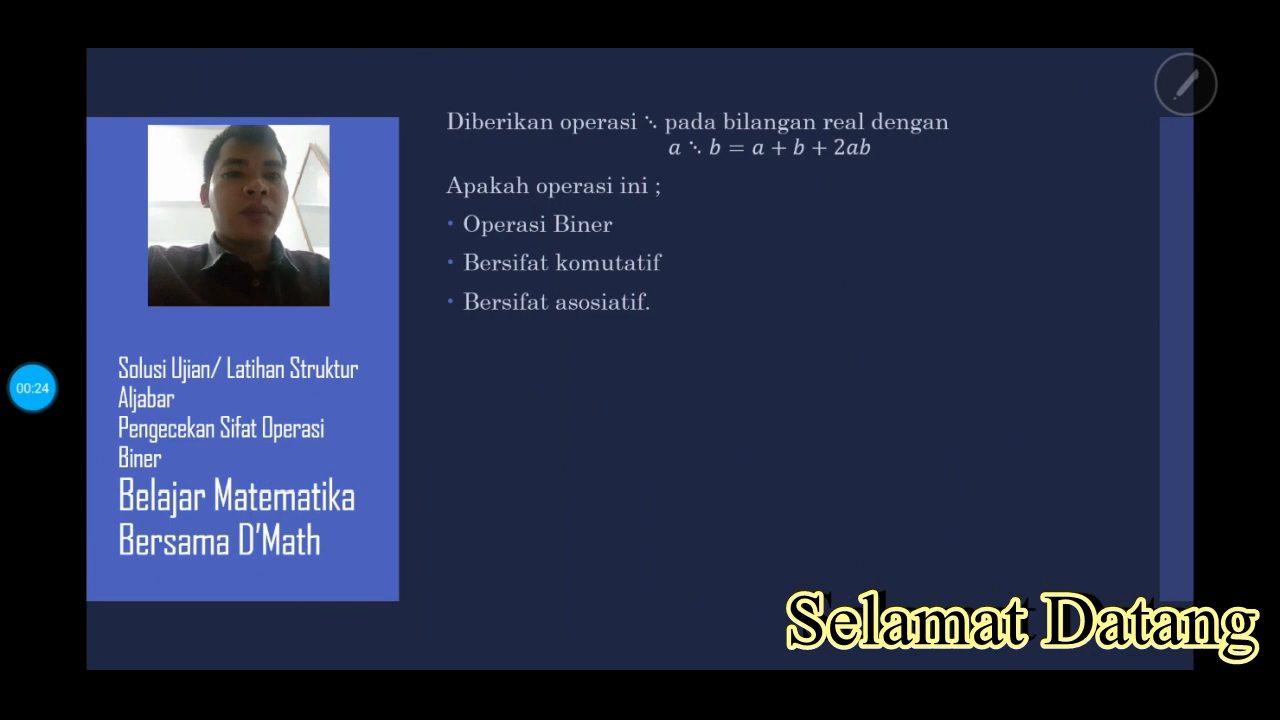 Diberikan operasi ⋱ pada bilangan real dengan
a ⋱ b = a + b + 2ab
Apakah operasi ini ;
• Operasi Biner
• Bersifat komutatif
• Bersifat asosiatif.
00:24
Solusi Ujian/ Latihan Struktur
Aljabar
Pengecekan Sifat Operasi
Biner
Belajar Matematika
Bersama D’Math
Selamat Datang